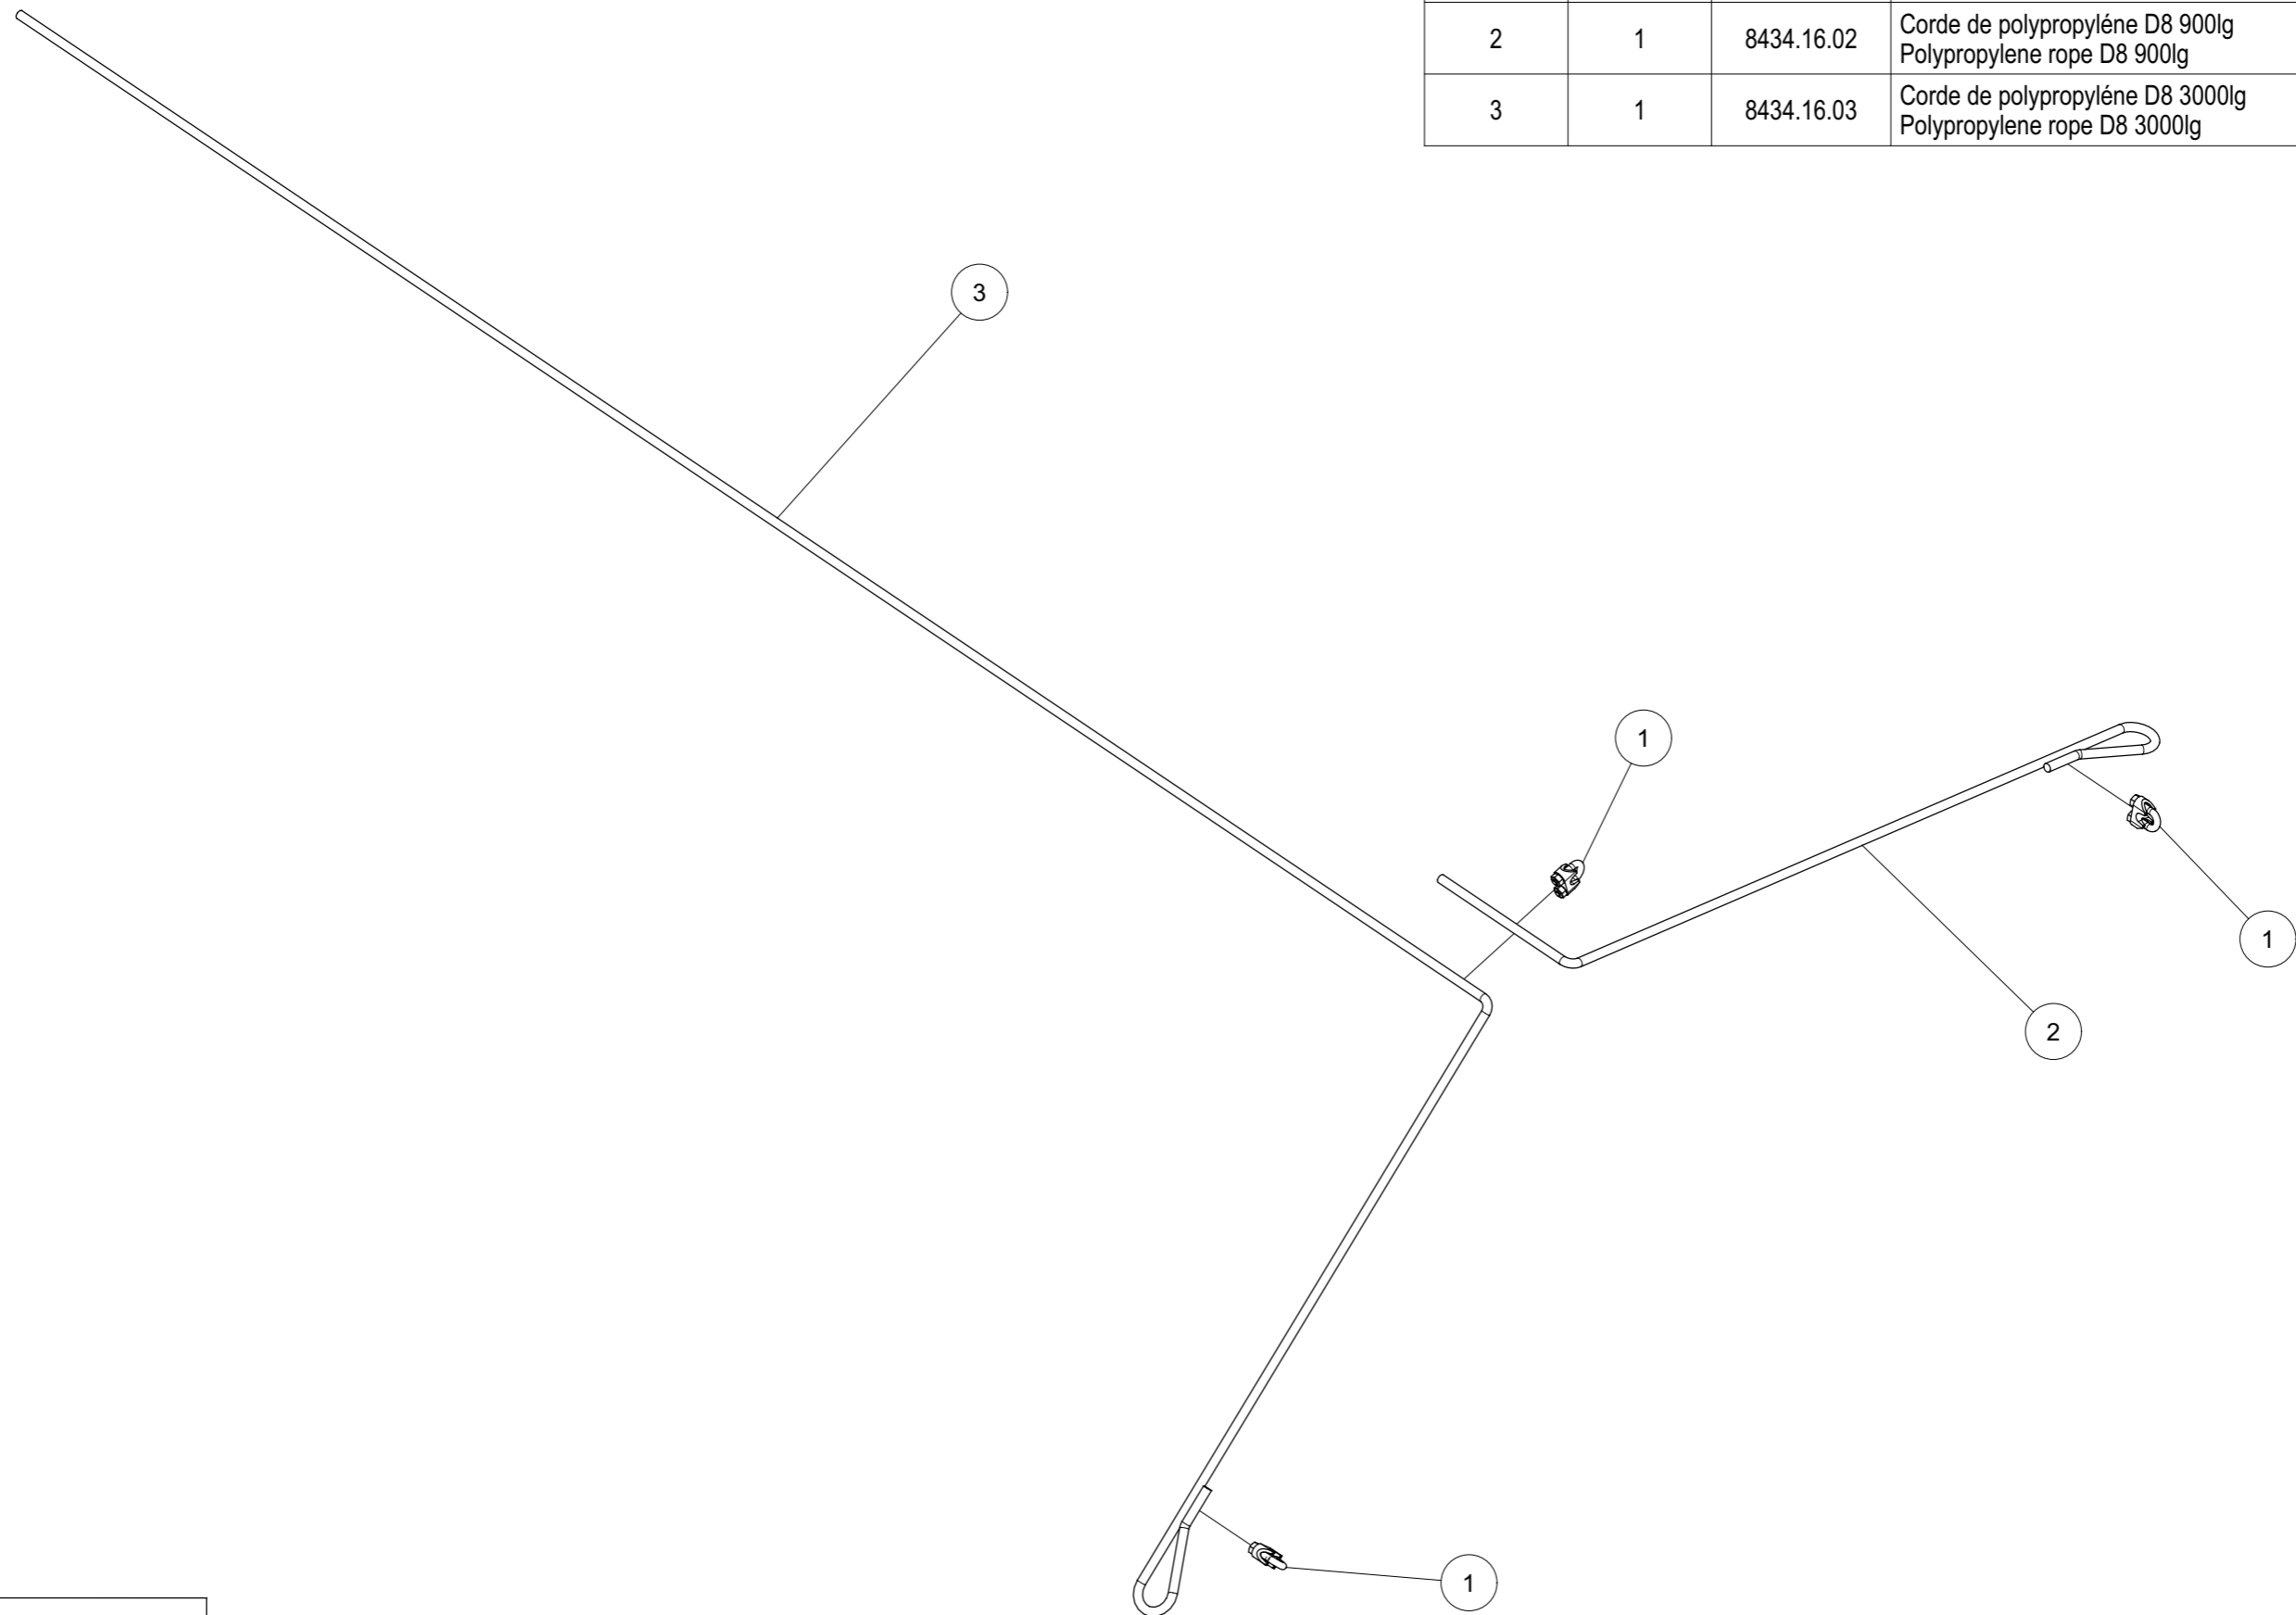 2 1 8434.16.02 Corde de polypropyléne D8 900lg
Polypropylene rope D8 900lg
3 1 8434.16.03 Corde de polypropyléne D8 3000lg
Polypropylene rope D8 3000lg
3
1
1
2
1